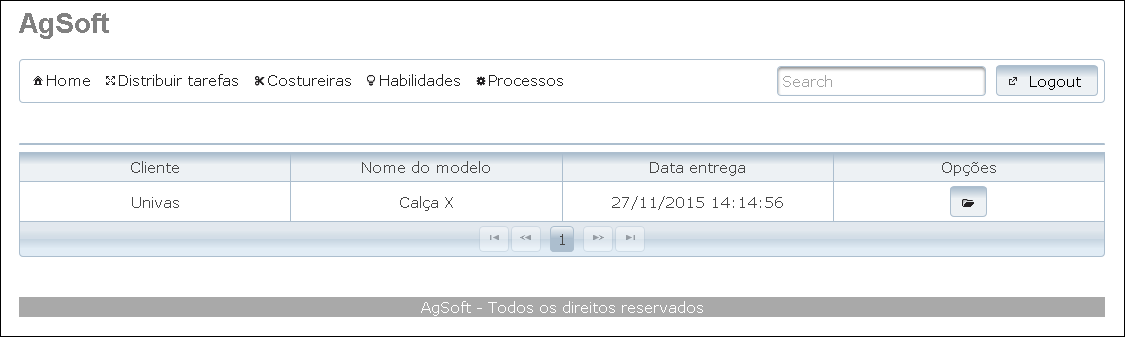 AgSoft
Home Distribuir tarefas Costureiras Habilidades Processos Search Logout
Cliente Nome do modelo Data entrega Opções
Univas Calça X 27/11/2015 14:14:56
1
AgSoft - Todos os direitos reservados